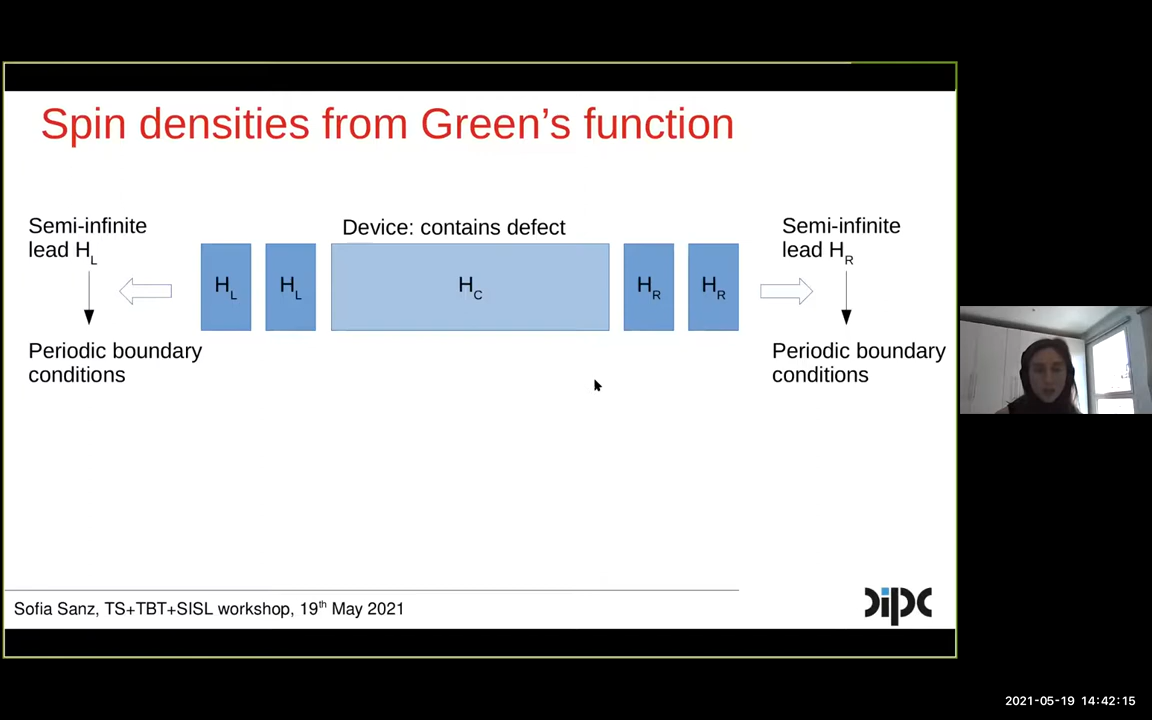 Spin densities from Green's function
Semi-infinite
lead H_L
Periodic boundary
conditions
Device: contains defect
H_L
H_L
H_C
H_R
H_R
Semi-infinite
lead H_R
Periodic boundary
conditions
Sofia Sanz, TS+TBT+SISL workshop, 19th May 2021
dipc
2021-05-19 14:42:15